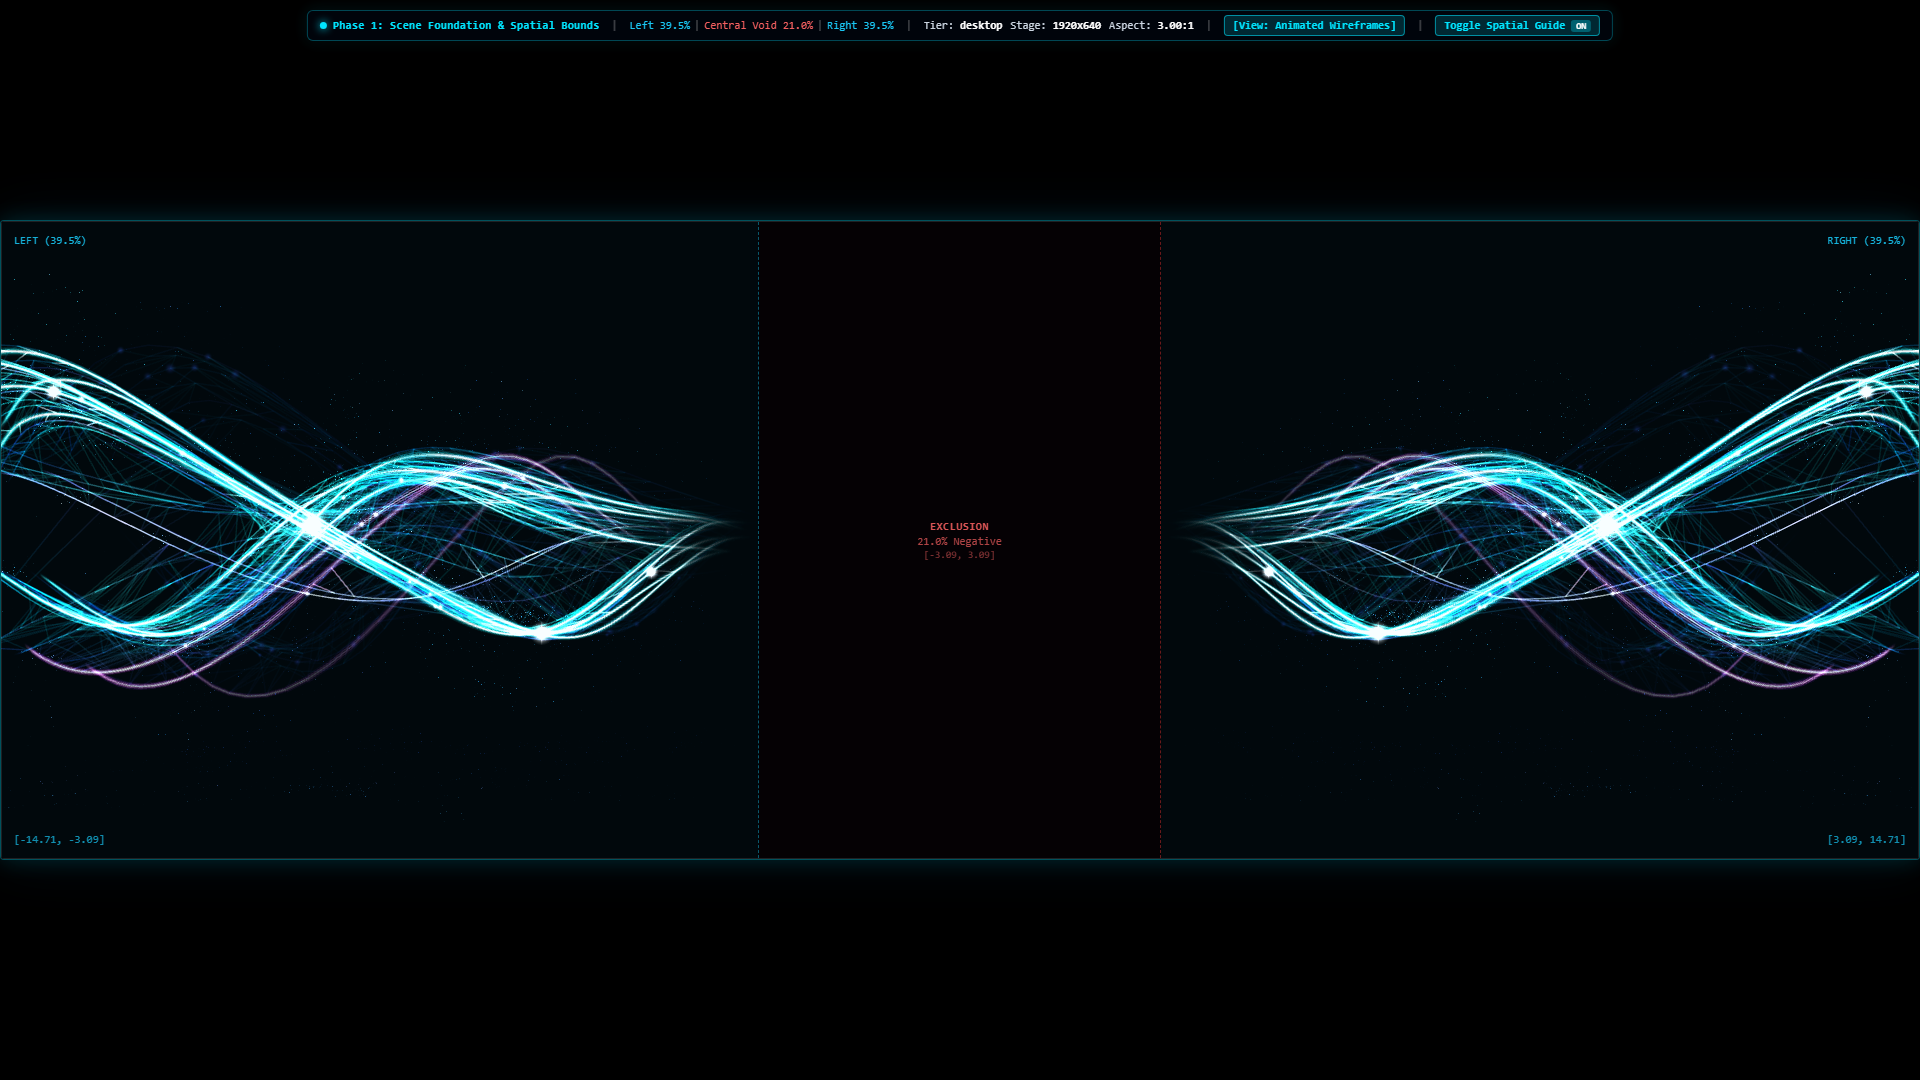 Phase 1: Scene Foundation & Spatial Bounds | Left 39.5% | Central Void 21.0% | Right 39.5% | Tier: desktop Stage: 1920x640 Aspect: 3.00:1 | [View: Animated Wireframes] | Toggle Spatial Guide ON
LEFT (39.5%)
RIGHT (39.5%)
EXCLUSION
21.0% Negative
[-3.09, 3.09]
[-14.71, -3.09]
[3.09, 14.71]